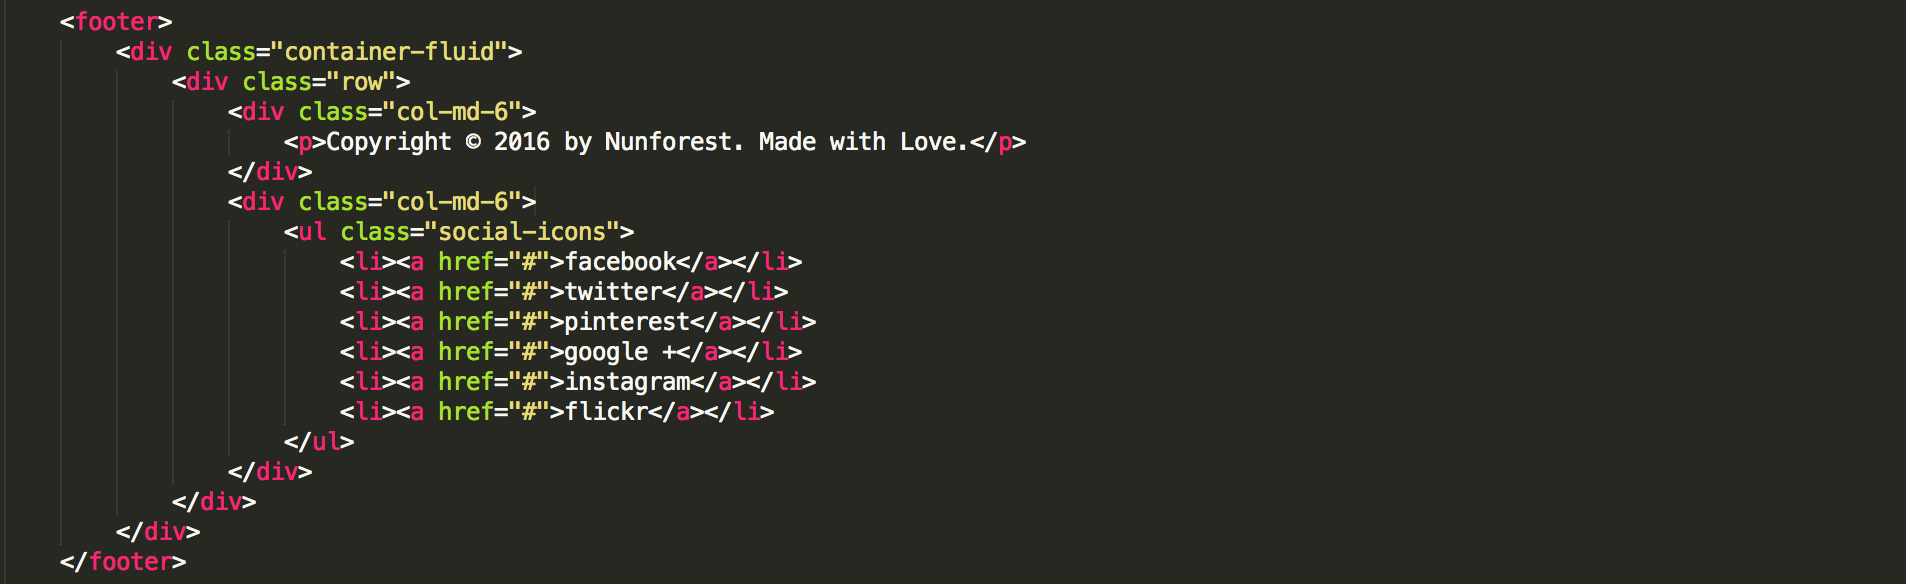 <footer>
<div class="container-fluid">
<div class="row">
<div class="col-md-6">
<p>Copyright © 2016 by Nunforest. Made with Love.</p>
</div>
<div class="col-md-6">
<ul class="social-icons">
<li><a href="#">facebook</a></li>
<li><a href="#">twitter</a></li>
<li><a href="#">pinterest</a></li>
<li><a href="#">google +</a></li>
<li><a href="#">instagram</a></li>
<li><a href="#">flickr</a></li>
</ul>
</div>
</div>
</div>
</footer>